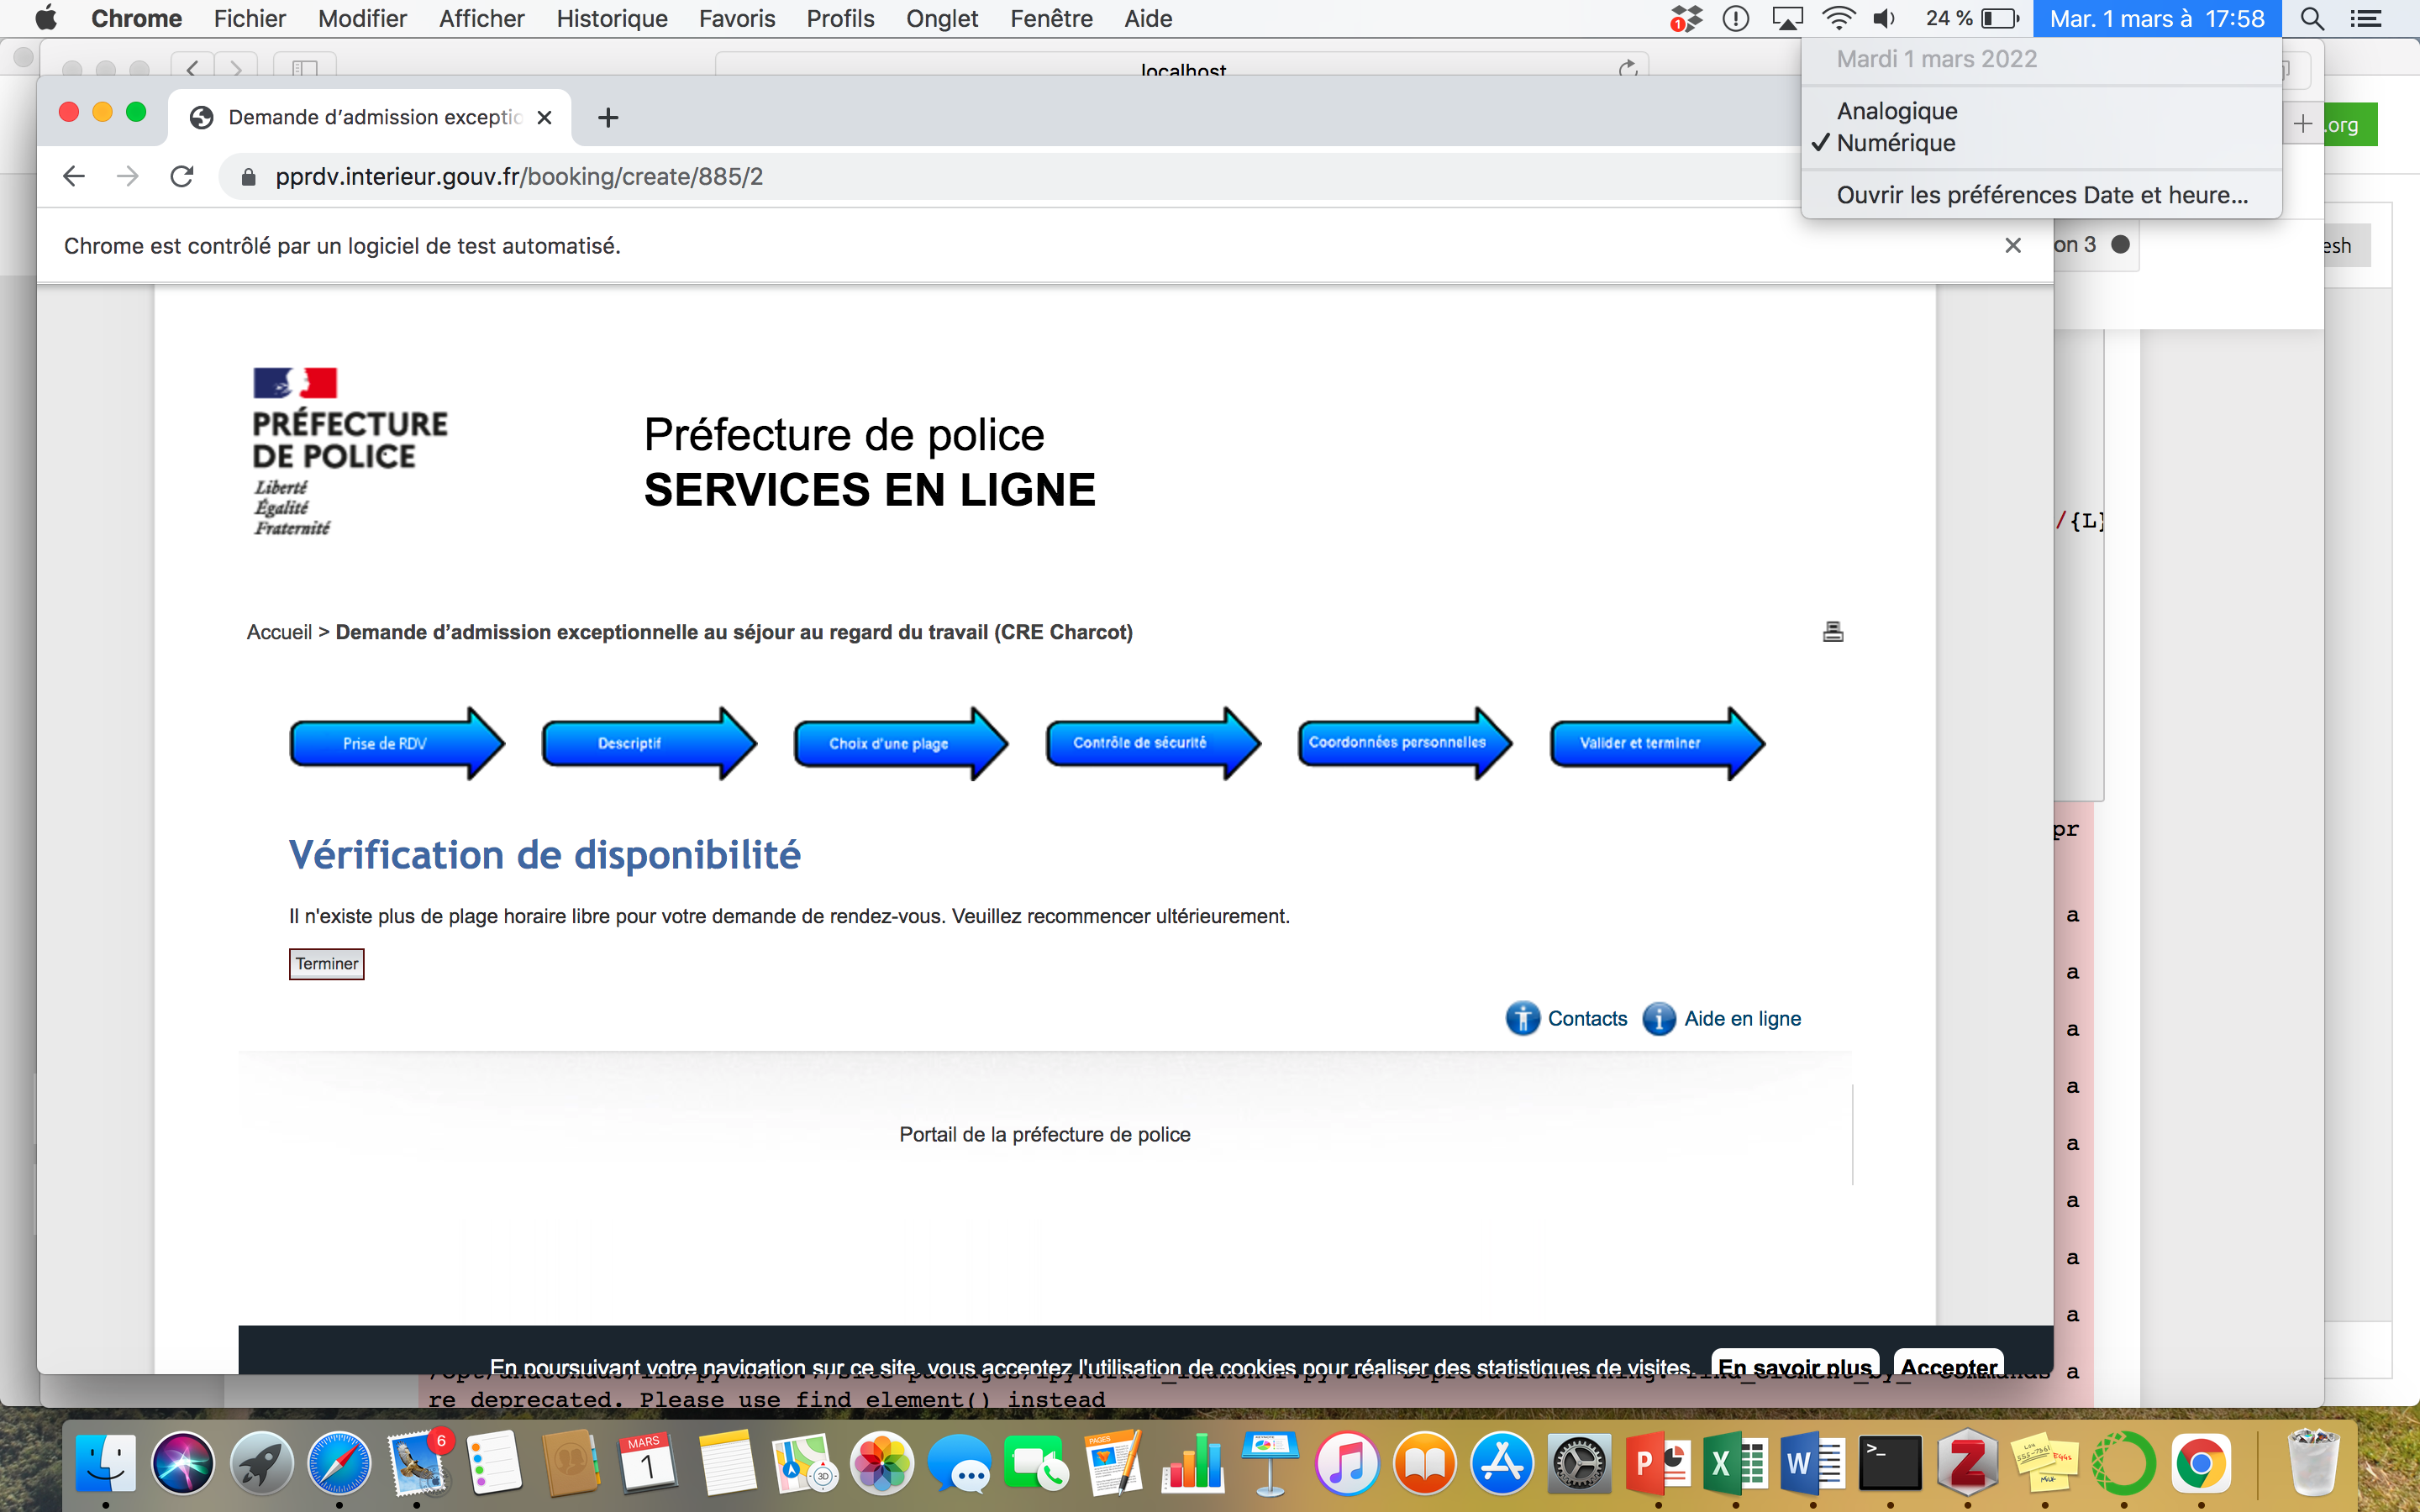 Chrome Fichier Modifier Afficher Historique Favoris Profils Onglet Fenêtre Aide 1 24 % Mar. 1 mars à 17:58
Mardi 1 mars 2022
Analogique
✓ Numérique
Ouvrir les préférences Date et heure...
localhost
Demande d'admission exceptio
.org
pprdv.interieur.gouv.fr/booking/create/885/2
Chrome est contrôlé par un logiciel de test automatisé.
on 3
esh
PRÉFECTURE
DE POLICE
Liberté
Égalité
Fraternité
Préfecture de police
SERVICES EN LIGNE
/{L}
Accueil > Demande d'admission exceptionnelle au séjour au regard du travail (CRE Charcot)
Prise de RDV
Descriptif
Choix d'une plage
Contrôle de sécurité
Coordonnées personnelles
Valider et terminer
pr
Vérification de disponibilité
Il n'existe plus de plage horaire libre pour votre demande de rendez-vous. Veuillez recommencer ultérieurement.
a
Terminer
a
Contacts Aide en ligne
a
a
Portail de la préfecture de police
a
a
a
a
En poursuivant votre navigation sur ce site, vous acceptez l'utilisation de cookies pour réaliser des statistiques de visites. En savoir plus Accepter
a
re deprecated. Please use find_element() instead
6
MARS
1
3D
PAGES
P
X
W
>_
Z